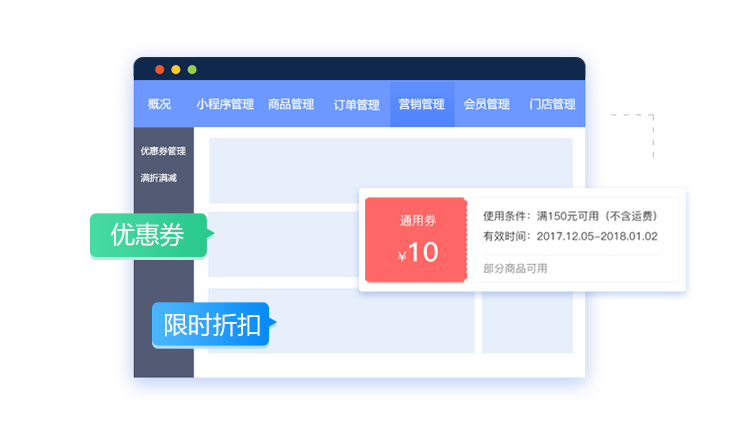 概况 小程序管理 商品管理 订单管理 营销管理 会员管理 门店管理
优惠券管理
满折满减
优惠券
通用券
¥10
使用条件：满150元可用（不含运费）
有效时间：2017.12.05-2018.01.02
部分商品可用
限时折扣